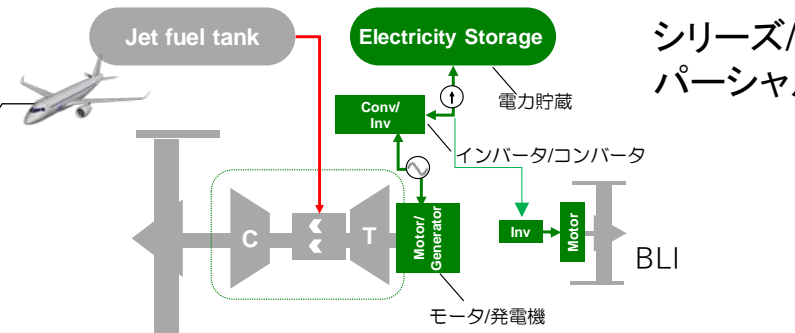 Jet fuel tank
Electricity Storage
シリーズ/
パーシャル
電力貯蔵
Conv/
Inv
インバータ/コンバータ
C
T
Motor/
Generator
Inv
Motor
BLI
モータ/発電機